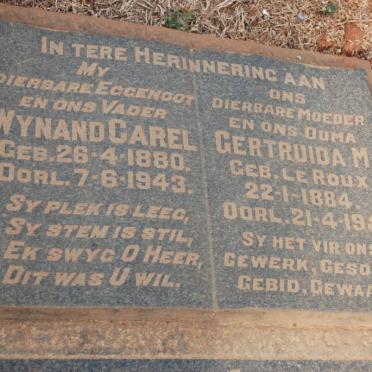 In tere Herinnering aan
My
dierbare Eggenoot
en ons Vader
Wynand Carel
Geb. 26-4-1880.
Oorl. 7-6-1943.
Sy plek is leeg,
Sy stem is stil,
Ek swyg O Heer,
Dit was U wil.
ons
dierbare Moeder
en ons Ouma
Gertruida M
Geb. le Roux
22-1-1884.
Oorl. 21-4-19
Sy het vir ons
gewerk,
gebid,